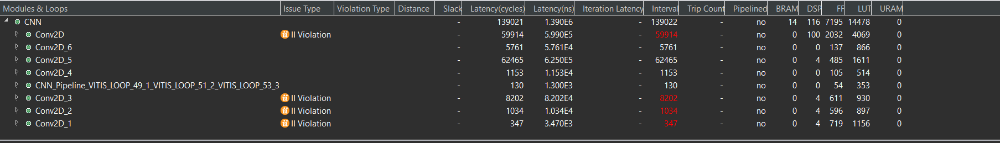 Modules & Loops Issue Type Violation Type Distance Slack Latency(cycles) Latency(ns) Iteration Latency Interval Trip Count Pipelined BRAM DSP FF LUT URAM
CNN - 139021 1.390E6 - 139022 - no 14 116 7195 14478 0
Conv2D II Violation - 59914 5.990E5 - 59914 - no 0 100 2032 4069 0
Conv2D_6 - 5761 5.761E4 - 5761 - no 0 0 137 866 0
Conv2D_5 - 62465 6.250E5 - 62465 - no 0 4 485 1611 0
Conv2D_4 - 1153 1.153E4 - 1153 - no 0 0 105 514 0
CNN_Pipeline_VITIS_LOOP_49_1_VITIS_LOOP_51_2_VITIS_LOOP_53_3 - 130 1.300E3 - 130 - no 0 0 54 353 0
Conv2D_3 II Violation - 8202 8.202E4 - 8202 - no 0 4 611 930 0
Conv2D_2 II Violation - 1034 1.034E4 - 1034 - no 0 4 596 897 0
Conv2D_1 II Violation - 347 3.470E3 - 347 - no 0 4 719 1156 0